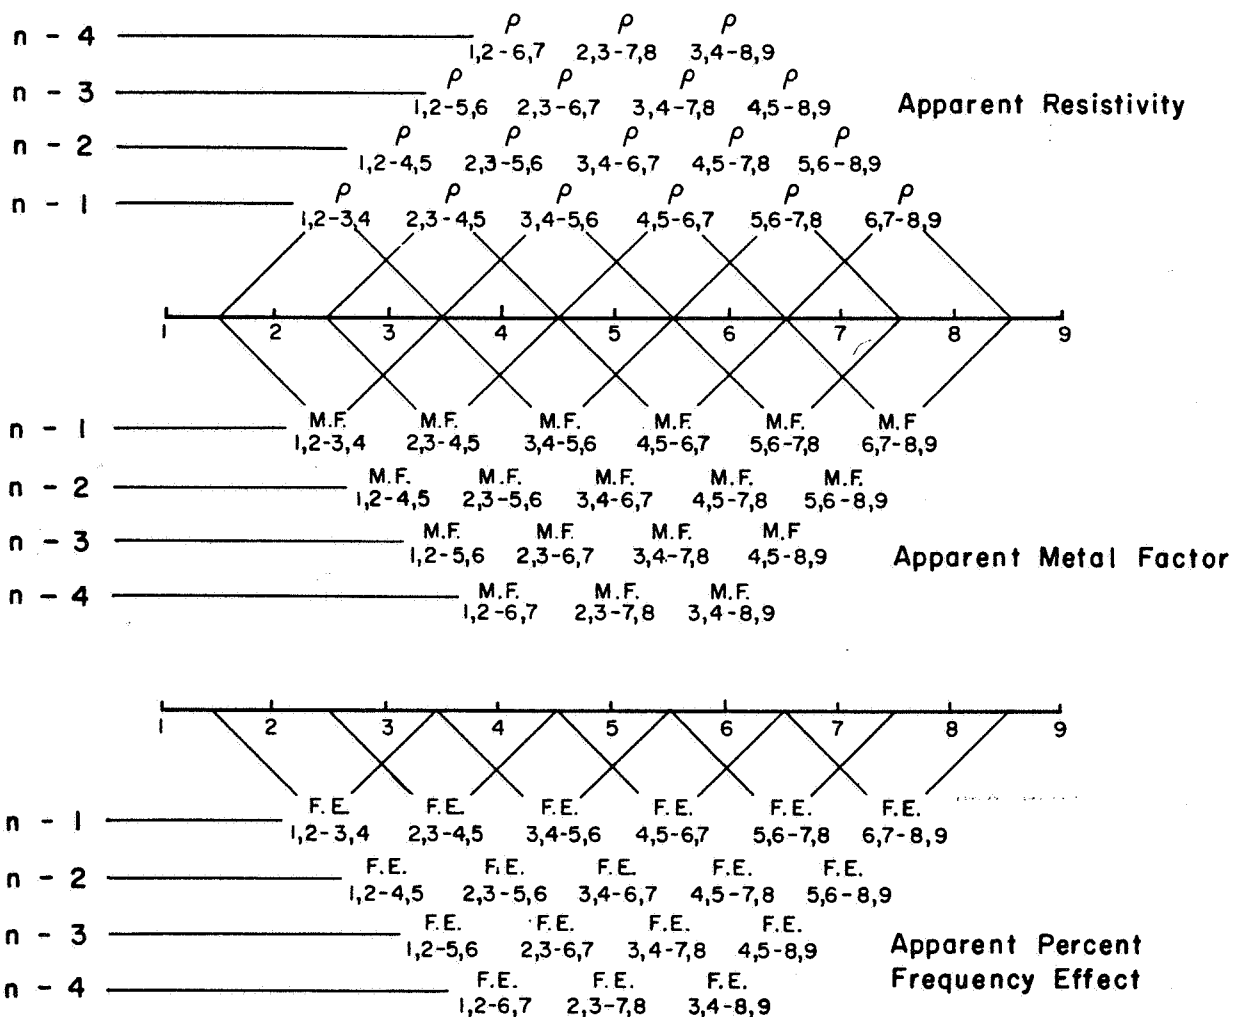 n - 4 ρ ρ ρ
1,2-6,7 2,3-7,8 3,4-8,9
n - 3 ρ ρ ρ ρ
1,2-5,6 2,3-6,7 3,4-7,8 4,5-8,9
Apparent Resistivity
n - 2 ρ ρ ρ ρ ρ
1,2-4,5 2,3-5,6 3,4-6,7 4,5-7,8 5,6-8,9
n - 1 ρ ρ ρ ρ ρ ρ
1,2-3,4 2,3-4,5 3,4-5,6 4,5-6,7 5,6-7,8 6,7-8,9
1 2 3 4 5 6 7 8 9
n - 1 M.F. M.F. M.F. M.F. M.F. M.F
1,2-3,4 2,3-4,5 3,4-5,6 4,5-6,7 5,6-7,8 6,7-8,9
n - 2 M.F. M.F. M.F. M.F. M.F.
1,2-4,5 2,3-5,6 3,4-6,7 4,5-7,8 5,6-8,9
n - 3 M.F. M.F. M.F. M.F
1,2-5,6 2,3-6,7 3,4-7,8 4,5-8,9
Apparent Metal Factor
n - 4 M.F. M.F. M.F.
1,2-6,7 2,3-7,8 3,4-8,9
1 2 3 4 5 6 7 8 9
n - 1 F.E. F.E. F.E. F.E. F.E. F.E.
1,2-3,4 2,3-4,5 3,4-5,6 4,5-6,7 5,6-7,8 6,7-8,9
n - 2 F.E. F.E. F.E. F.E. F.E.
1,2-4,5 2,3-5,6 3,4-6,7 4,5-7,8 5,6-8,9
n - 3 F.E. F.E. F.E. F.E.
1,2-5,6 2,3-6,7 3,4-7,8 4,5-8,9
Apparent Percent
Frequency Effect
n - 4 F.E. F.E. F.E.
1,2-6,7 2,3-7,8 3,4-8,9